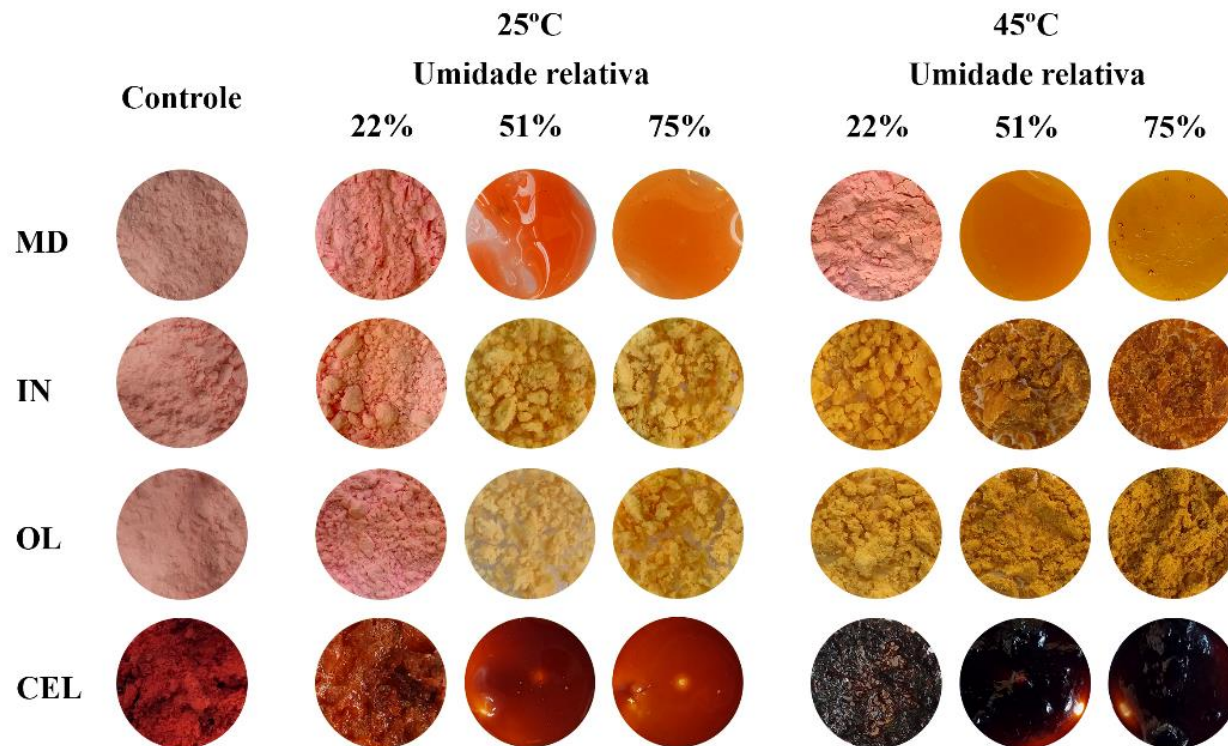 25ºC 45ºC
Umidade relativa Umidade relativa
Controle
22% 51% 75% 22% 51% 75%
MD
IN
OL
CEL